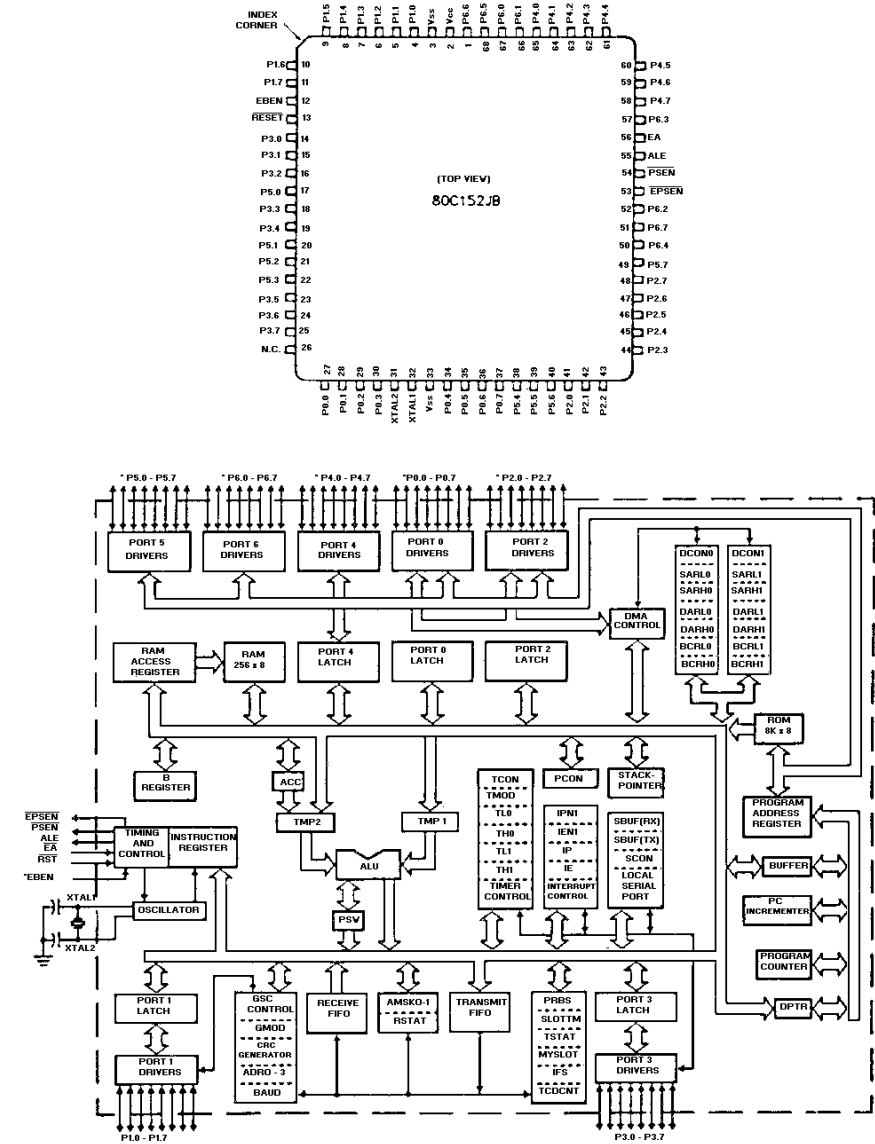 INDEX
CORNER
P1.5
P1.4
P1.3
P1.2
P1.1
P1.0
Vss
Vcc
P6.6
P6.5
P6.0
P6.1
P4.0
P4.1
P4.2
P4.3
P4.4
9 8 7 6 5 4 3 2 1 68 67 66 65 64 63 62 61
P1.6 10
P1.7 11
EBEN 12
RESET 13
P3.0 14
P3.1 15
P3.2 16
P5.0 17
P3.3 18
P3.4 19
P5.1 20
P5.2 21
P5.3 22
P3.5 23
P3.6 24
P3.7 25
N.C. 26
(TOP VIEW)
80C152JB
60 P4.5
59 P4.6
58 P4.7
57 P6.3
56 EA
55 ALE
54 PSEN
53 EPSEN
52 P6.2
51 P6.7
50 P6.4
49 P5.7
48 P2.7
47 P2.6
46 P2.5
45 P2.4
44 P2.3
27 28 29 30 31 32 33 34 35 36 37 38 39 40 41 42 43
P0.0
P0.1
P0.2
P0.3
XTAL2
XTAL1
Vss
P0.4
P0.5
P0.6
P0.7
P5.4
P5.5
P5.6
P2.0
P2.1
P2.2
*P5.0 - P5.7
*P6.0 - P6.7
*P4.0 - P4.7
*P0.0 - P0.7
*P2.0 - P2.7
PORT 5
DRIVERS
PORT 6
DRIVERS
PORT 4
DRIVERS
PORT 0
DRIVERS
PORT 2
DRIVERS
DCON0
SARL0
SARH0
DARL0
DARH0
BCRL0
BCRH0
DCON1
SARL1
SARH1
DARL1
DARH1
BCRL1
BCRH1
DMA
CONTROL
RAM
ACCESS
REGISTER
RAM
256 x 8
PORT 4
LATCH
PORT 0
LATCH
PORT 2
LATCH
ROM
8K x 8
B
REGISTER
ACC
TMP2
TMP 1
ALU
PSW
TCON
TMOD
TL0
TH0
TL1
TH1
TIMER
CONTROL
PCON
IPN1
IEN1
IP
IE
INTERRUPT
CONTROL
STACK-
POINTER
SBUF(RX)
SBUF(TX)
SCON
LOCAL
SERIAL
PORT
PROGRAM
ADDRESS
REGISTER
BUFFER
PC
INCREMENTER
PROGRAM
COUNTER
DPTR
EPSEN
PSEN
ALE
EA
RST
*EBEN
TIMING
AND
CONTROL
INSTRUCTION
REGISTER
XTAL1
OSCILLATOR
XTAL2
PORT 1
LATCH
PORT 1
DRIVERS
GSC
CONTROL
GMOD
CRC
GENERATOR
ADRO - 3
BAUD
RECEIVE
FIFO
AMSKO-1
RSTAT
TRANSMIT
FIFO
PRBS
SLOTTM
TSTAT
MYSLOT
IFS
TCDCNT
PORT 3
LATCH
PORT 3
DRIVERS
P1.0 - P1.7
P3.0 - P3.7